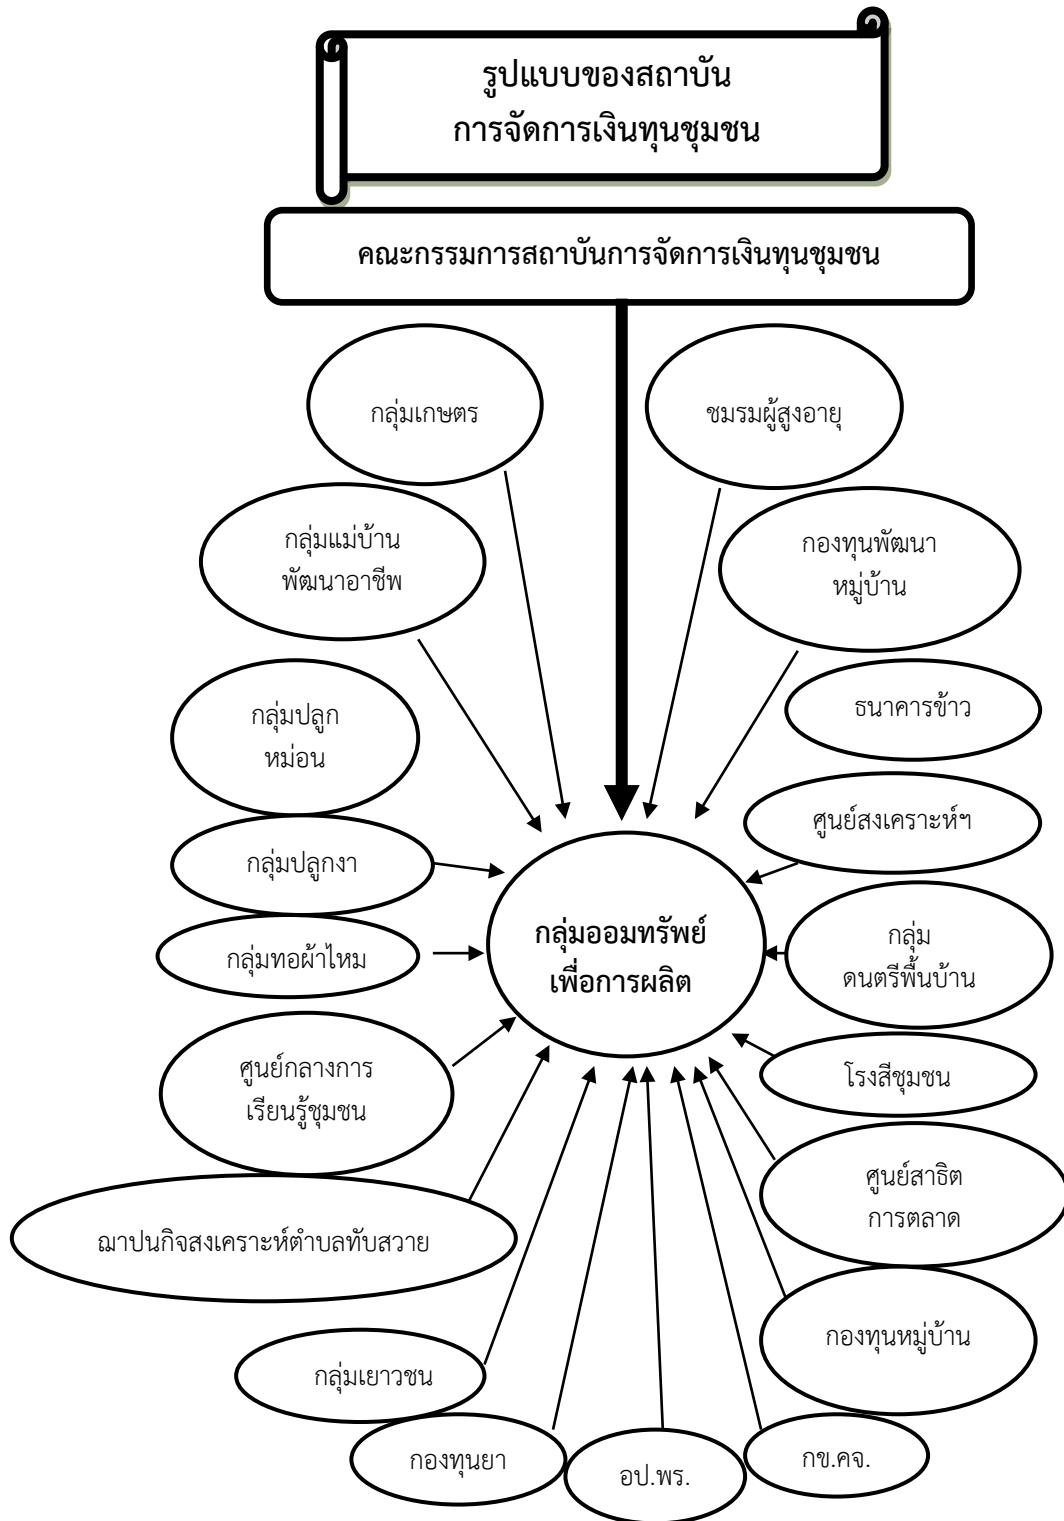 รูปแบบของสถาบัน
การจัดการเงินทุนชุมชน
คณะกรรมการสถาบันการจัดการเงินทุนชุมชน
กลุ่มเกษตร
ชมรมผู้สูงอายุ
กลุ่มแม่บ้าน
พัฒนาอาชีพ
กองทุนพัฒนา
หมู่บ้าน
กลุ่มปลูก
หม่อน
ธนาคารข้าว
ศูนย์สงเคราะห์ฯ
กลุ่มปลูกงา
กลุ่มออมทรัพย์
เพื่อการผลิต
กลุ่มทอผ้าไหม
กลุ่ม
ดนตรีพื้นบ้าน
ศูนย์กลางการ
เรียนรู้ชุมชน
โรงสีชุมชน
ศูนย์สาธิต
การตลาด
ฌาปนกิจสงเคราะห์ตำบลทับสวาย
กองทุนหมู่บ้าน
กลุ่มเยาวชน
กองทุนยา
อป.พร.
กข.คจ.